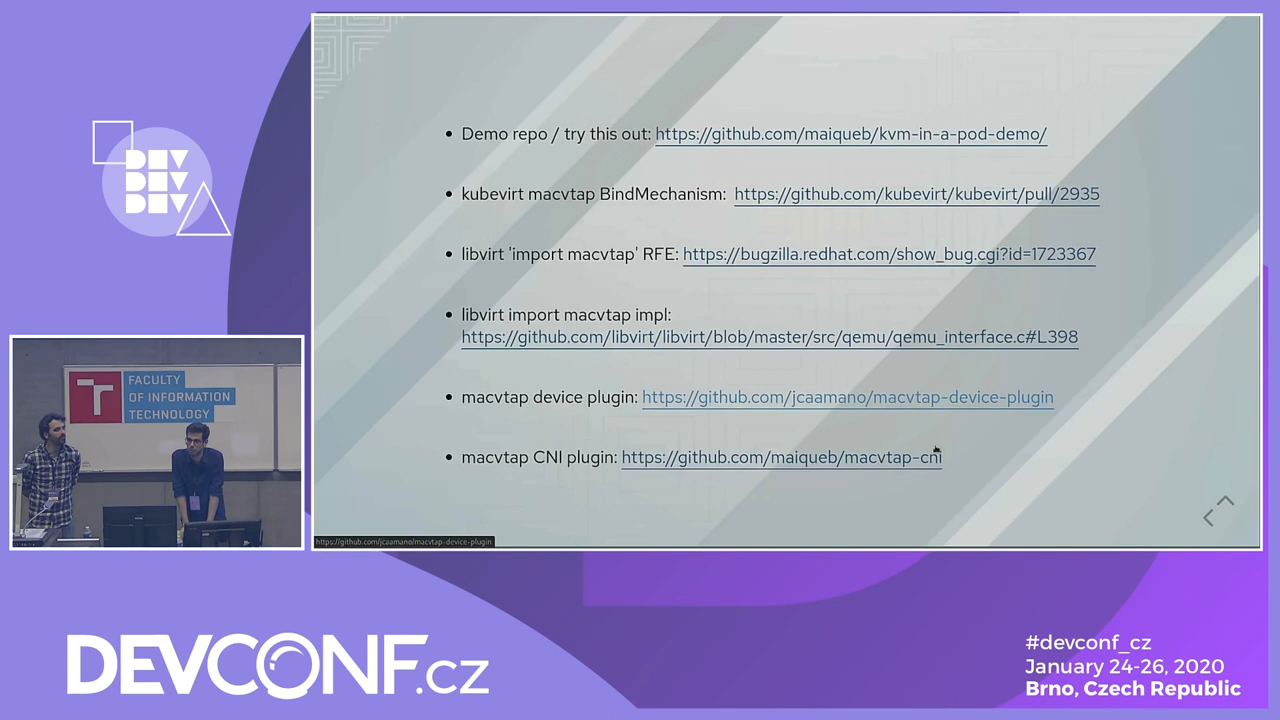 Demo repo / try this out: https://github.com/maiqueb/kvm-in-a-pod-demo/
kubevirt macvtap BindMechanism: https://github.com/kubevirt/kubevirt/pull/2935
libvirt 'import macvtap' RFE: https://bugzilla.redhat.com/show_bug.cgi?id=1723367
libvirt import macvtap impl:
https://github.com/libvirt/libvirt/blob/master/src/qemu/qemu_interface.c#L398
macvtap device plugin: https://github.com/jcaamano/macvtap-device-plugin
macvtap CNI plugin: https://github.com/maiqueb/macvtap-cni
https://github.com/jcaamano/macvtap-device-plugin
DEV
DEV
DEV
T
FACULTY
OF INFORMATION
TECHNOLOGY
DEVCONF.cz
#devconf_cz
January 24-26, 2020
Brno, Czech Republic